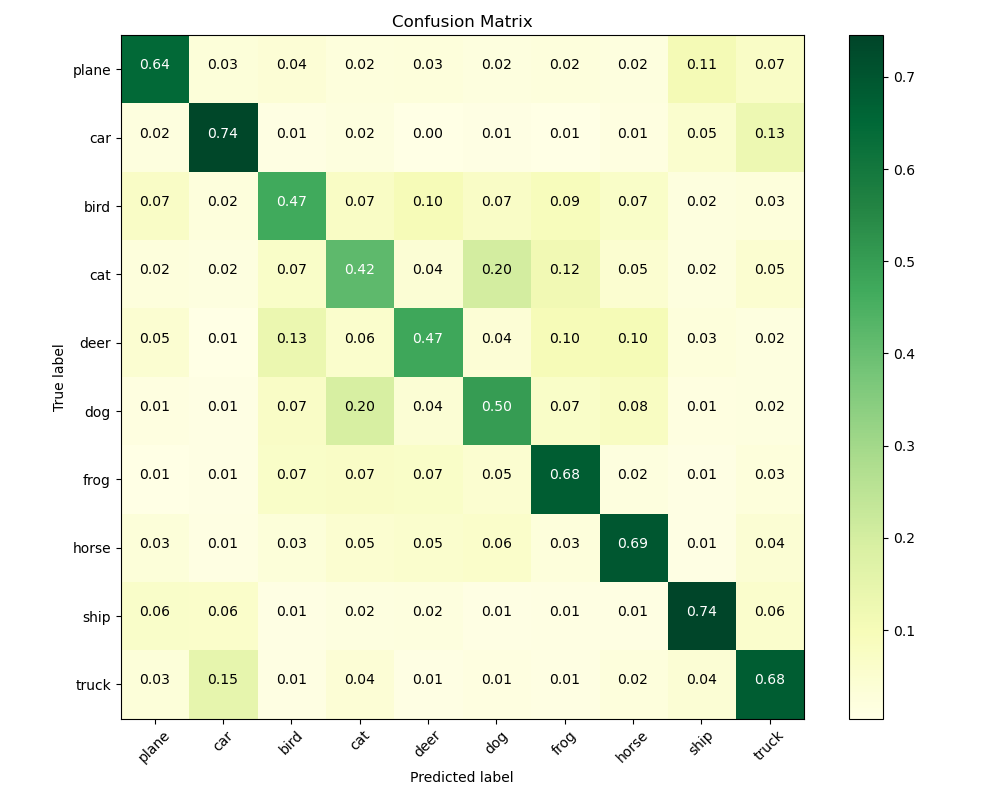 Confusion Matrix
plane 0.64 0.03 0.04 0.02 0.03 0.02 0.02 0.02 0.11 0.07
car 0.02 0.74 0.01 0.02 0.00 0.01 0.01 0.01 0.05 0.13
bird 0.07 0.02 0.47 0.07 0.10 0.07 0.09 0.07 0.02 0.03
cat 0.02 0.02 0.07 0.42 0.04 0.20 0.12 0.05 0.02 0.05
deer 0.05 0.01 0.13 0.06 0.47 0.04 0.10 0.10 0.03 0.02
dog 0.01 0.01 0.07 0.20 0.04 0.50 0.07 0.08 0.01 0.02
frog 0.01 0.01 0.07 0.07 0.07 0.05 0.68 0.02 0.01 0.03
horse 0.03 0.01 0.03 0.05 0.05 0.06 0.03 0.69 0.01 0.04
ship 0.06 0.06 0.01 0.02 0.02 0.01 0.01 0.01 0.74 0.06
truck 0.03 0.15 0.01 0.04 0.01 0.01 0.01 0.02 0.04 0.68
plane car bird cat deer dog frog horse ship truck
Predicted label
True label
0.7
0.6
0.5
0.4
0.3
0.2
0.1